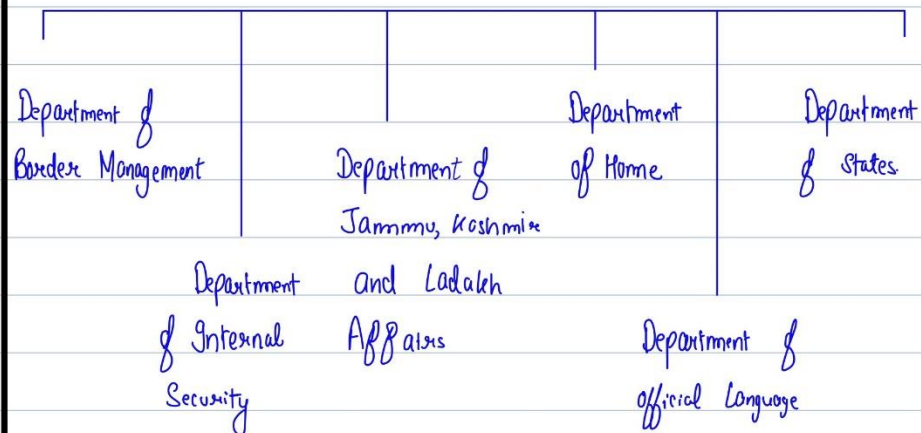 Department of
Border Management
Department
of Internal
Security
Department of
Jammu, Kashmir
and Ladakh
Affairs
Department
of Home
Department of
official Language
Department
of States.